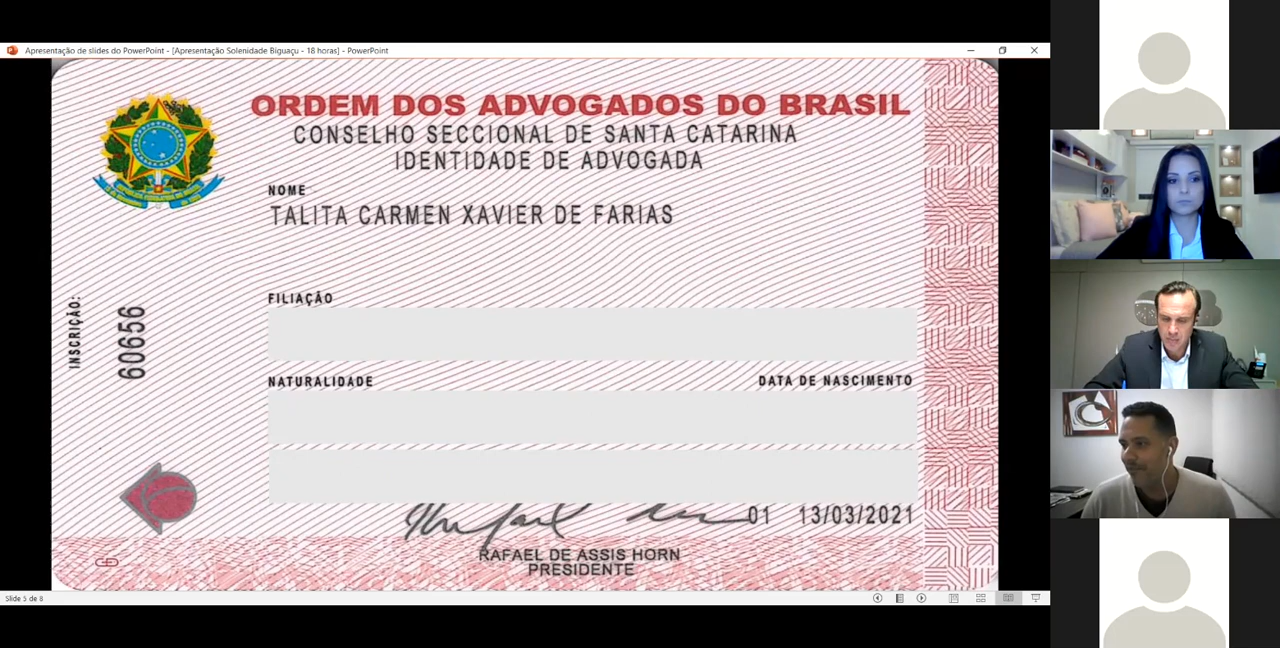 Apresentação de slides do PowerPoint - [Apresentação Solenidade Biguaçu - 18 horas] - PowerPoint
ORDEM DOS ADVOGADOS DO BRASIL
CONSELHO SECCIONAL DE SANTA CATARINA
IDENTIDADE DE ADVOGADA
NOME
TALITA CARMEN XAVIER DE FARIAS
INSCRIÇÃO:
60656
FILIAÇÃO
NATURALIDADE DATA DE NASCIMENTO
01 13/03/2021
RAFAEL DE ASSIS HORN
PRESIDENTE
Slide 5 de 8